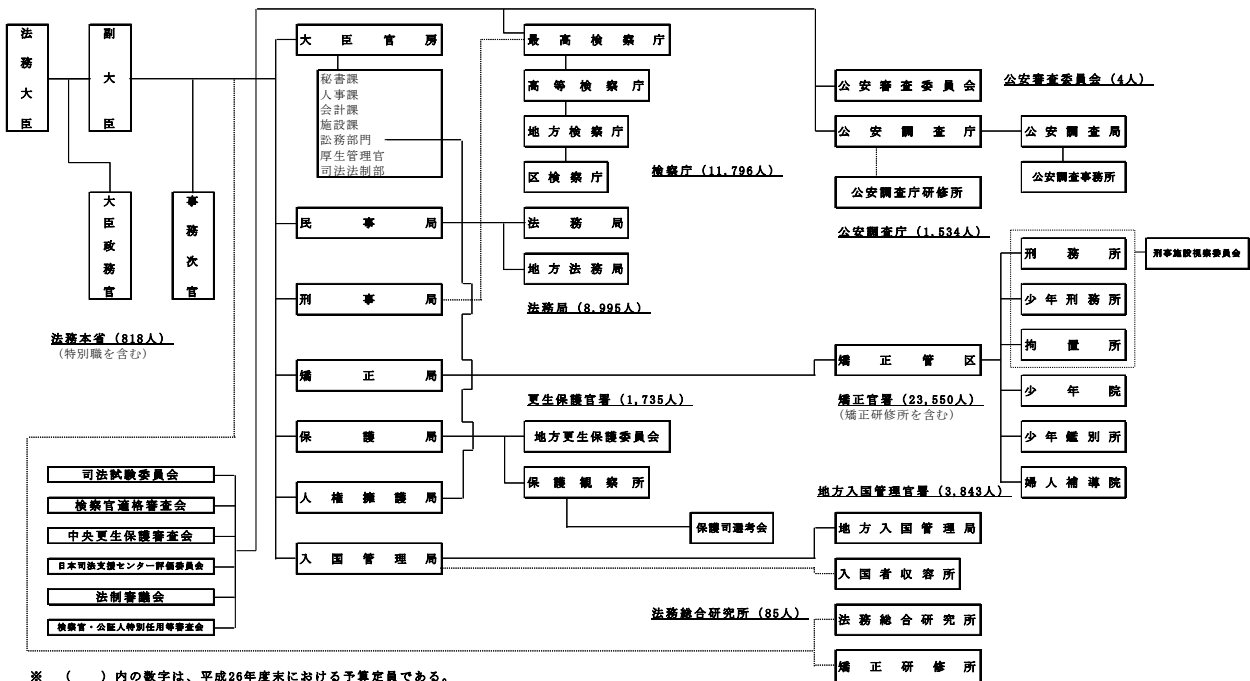 法務大臣
副大臣
大臣政務官
事務次官
法務本省(818人)
(特別職を含む)
司法試験委員会
検察官適格審査会
中央更生保護審査会
日本司法支援センター評価委員会
法制審議会
検察官・公証人特別任用等審査会
大臣官房
秘書課
人事課
会計課
施設課
訟務部門
厚生管理官
司法法制部
民事局
刑事局
矯正局
保護局
人権擁護局
入国管理局
最高検察庁
高等検察庁
地方検察庁
区検察庁
検察庁(11,796人)
法務局
地方法務局
法務局(8,995人)
更生保護官署(1,735人)
地方更生保護委員会
保護観察所
保護司選考会
公安審査委員会
公安審査委員会(4人)
公安調査庁
公安調査局
公安調査事務所
公安調査庁研修所
公安調査庁(1,534人)
矯正管区
矯正官署(23,550人)
(矯正研修所を含む)
刑務所
少年刑務所
拘置所
少年院
少年鑑別所
婦人補導院
刑事施設視察委員会
地方入国管理官署(3,843人)
地方入国管理局
入国者収容所
法務総合研究所(85人)
法務総合研究所
矯正研修所
※ ( )内の数字は、平成26年度末における予算定員である。